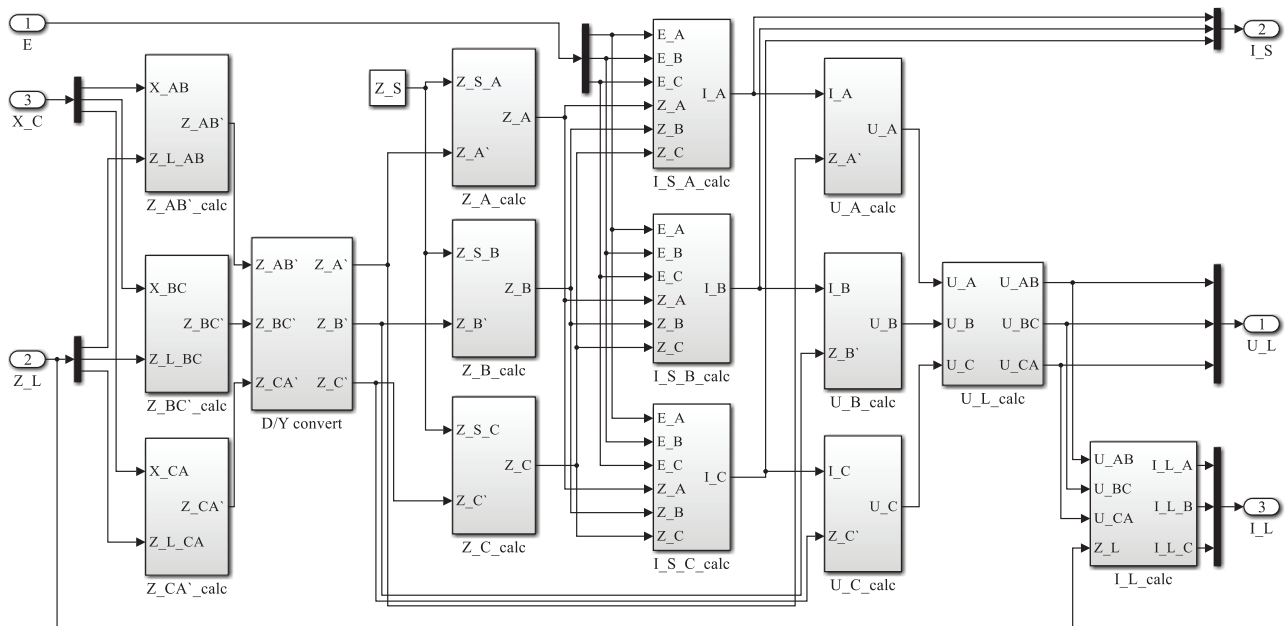 1
E
3
X_C
2
Z_L
X_AB
Z_L_AB
Z_AB`
Z_AB`_calc
X_BC
Z_L_BC
Z_BC`
Z_BC`_calc
X_CA
Z_L_CA
Z_CA`
Z_CA`_calc
Z_AB`
Z_BC`
Z_CA`
Z_A`
Z_B`
Z_C`
D/Y convert
Z_S
Z_S_A
Z_A`
Z_A
Z_A_calc
Z_S_B
Z_B`
Z_B
Z_B_calc
Z_S_C
Z_C`
Z_C
Z_C_calc
E_A
E_B
E_C
Z_A
Z_B
Z_C
I_A
I_S_A_calc
E_A
E_B
E_C
Z_A
Z_B
Z_C
I_B
I_S_B_calc
E_A
E_B
E_C
Z_A
Z_B
Z_C
I_C
I_S_C_calc
I_A
Z_A`
U_A
U_A_calc
I_B
Z_B`
U_B
U_B_calc
I_C
Z_C`
U_C
U_C_calc
U_A
U_B
U_C
U_AB
U_BC
U_CA
U_L_calc
U_AB
U_BC
U_CA
Z_L
I_L_A
I_L_B
I_L_C
I_L_calc
2
I_S
1
U_L
3
I_L